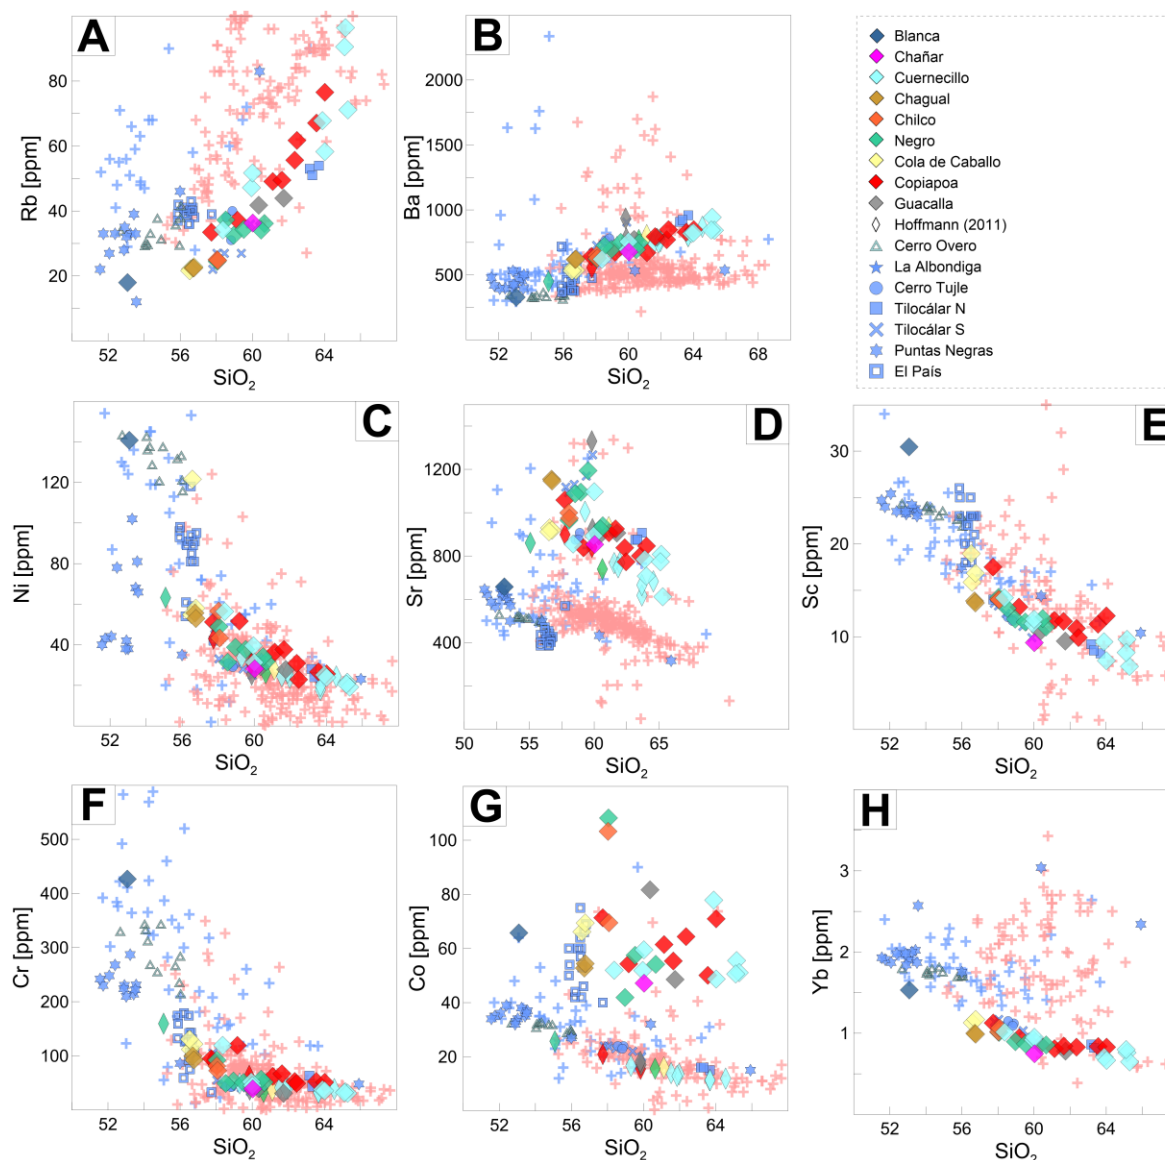 A
Rb [ppm]
80
60
40
20
52
56
60
64
SiO2
B
Ba [ppm]
2000
1500
1000
500
52
56
60
64
68
SiO2
Blanca
Chañar
Cuernecillo
Chagual
Chilco
Negro
Cola de Caballo
Copiapoa
Guacalla
Hoffmann (2011)
Cerro Overo
La Albondiga
Cerro Tujle
Tilocálar N
Tilocálar S
Puntas Negras
El País
C
Ni [ppm]
120
80
40
52
56
60
64
SiO2
D
Sr [ppm]
1200
800
400
50
55
60
65
SiO2
E
Sc [ppm]
30
20
10
52
56
60
64
SiO2
F
Cr [ppm]
500
400
300
200
100
52
56
60
64
SiO2
G
Co [ppm]
100
80
60
40
20
52
56
60
64
SiO2
H
Yb [ppm]
3
2
1
52
56
60
64
SiO2